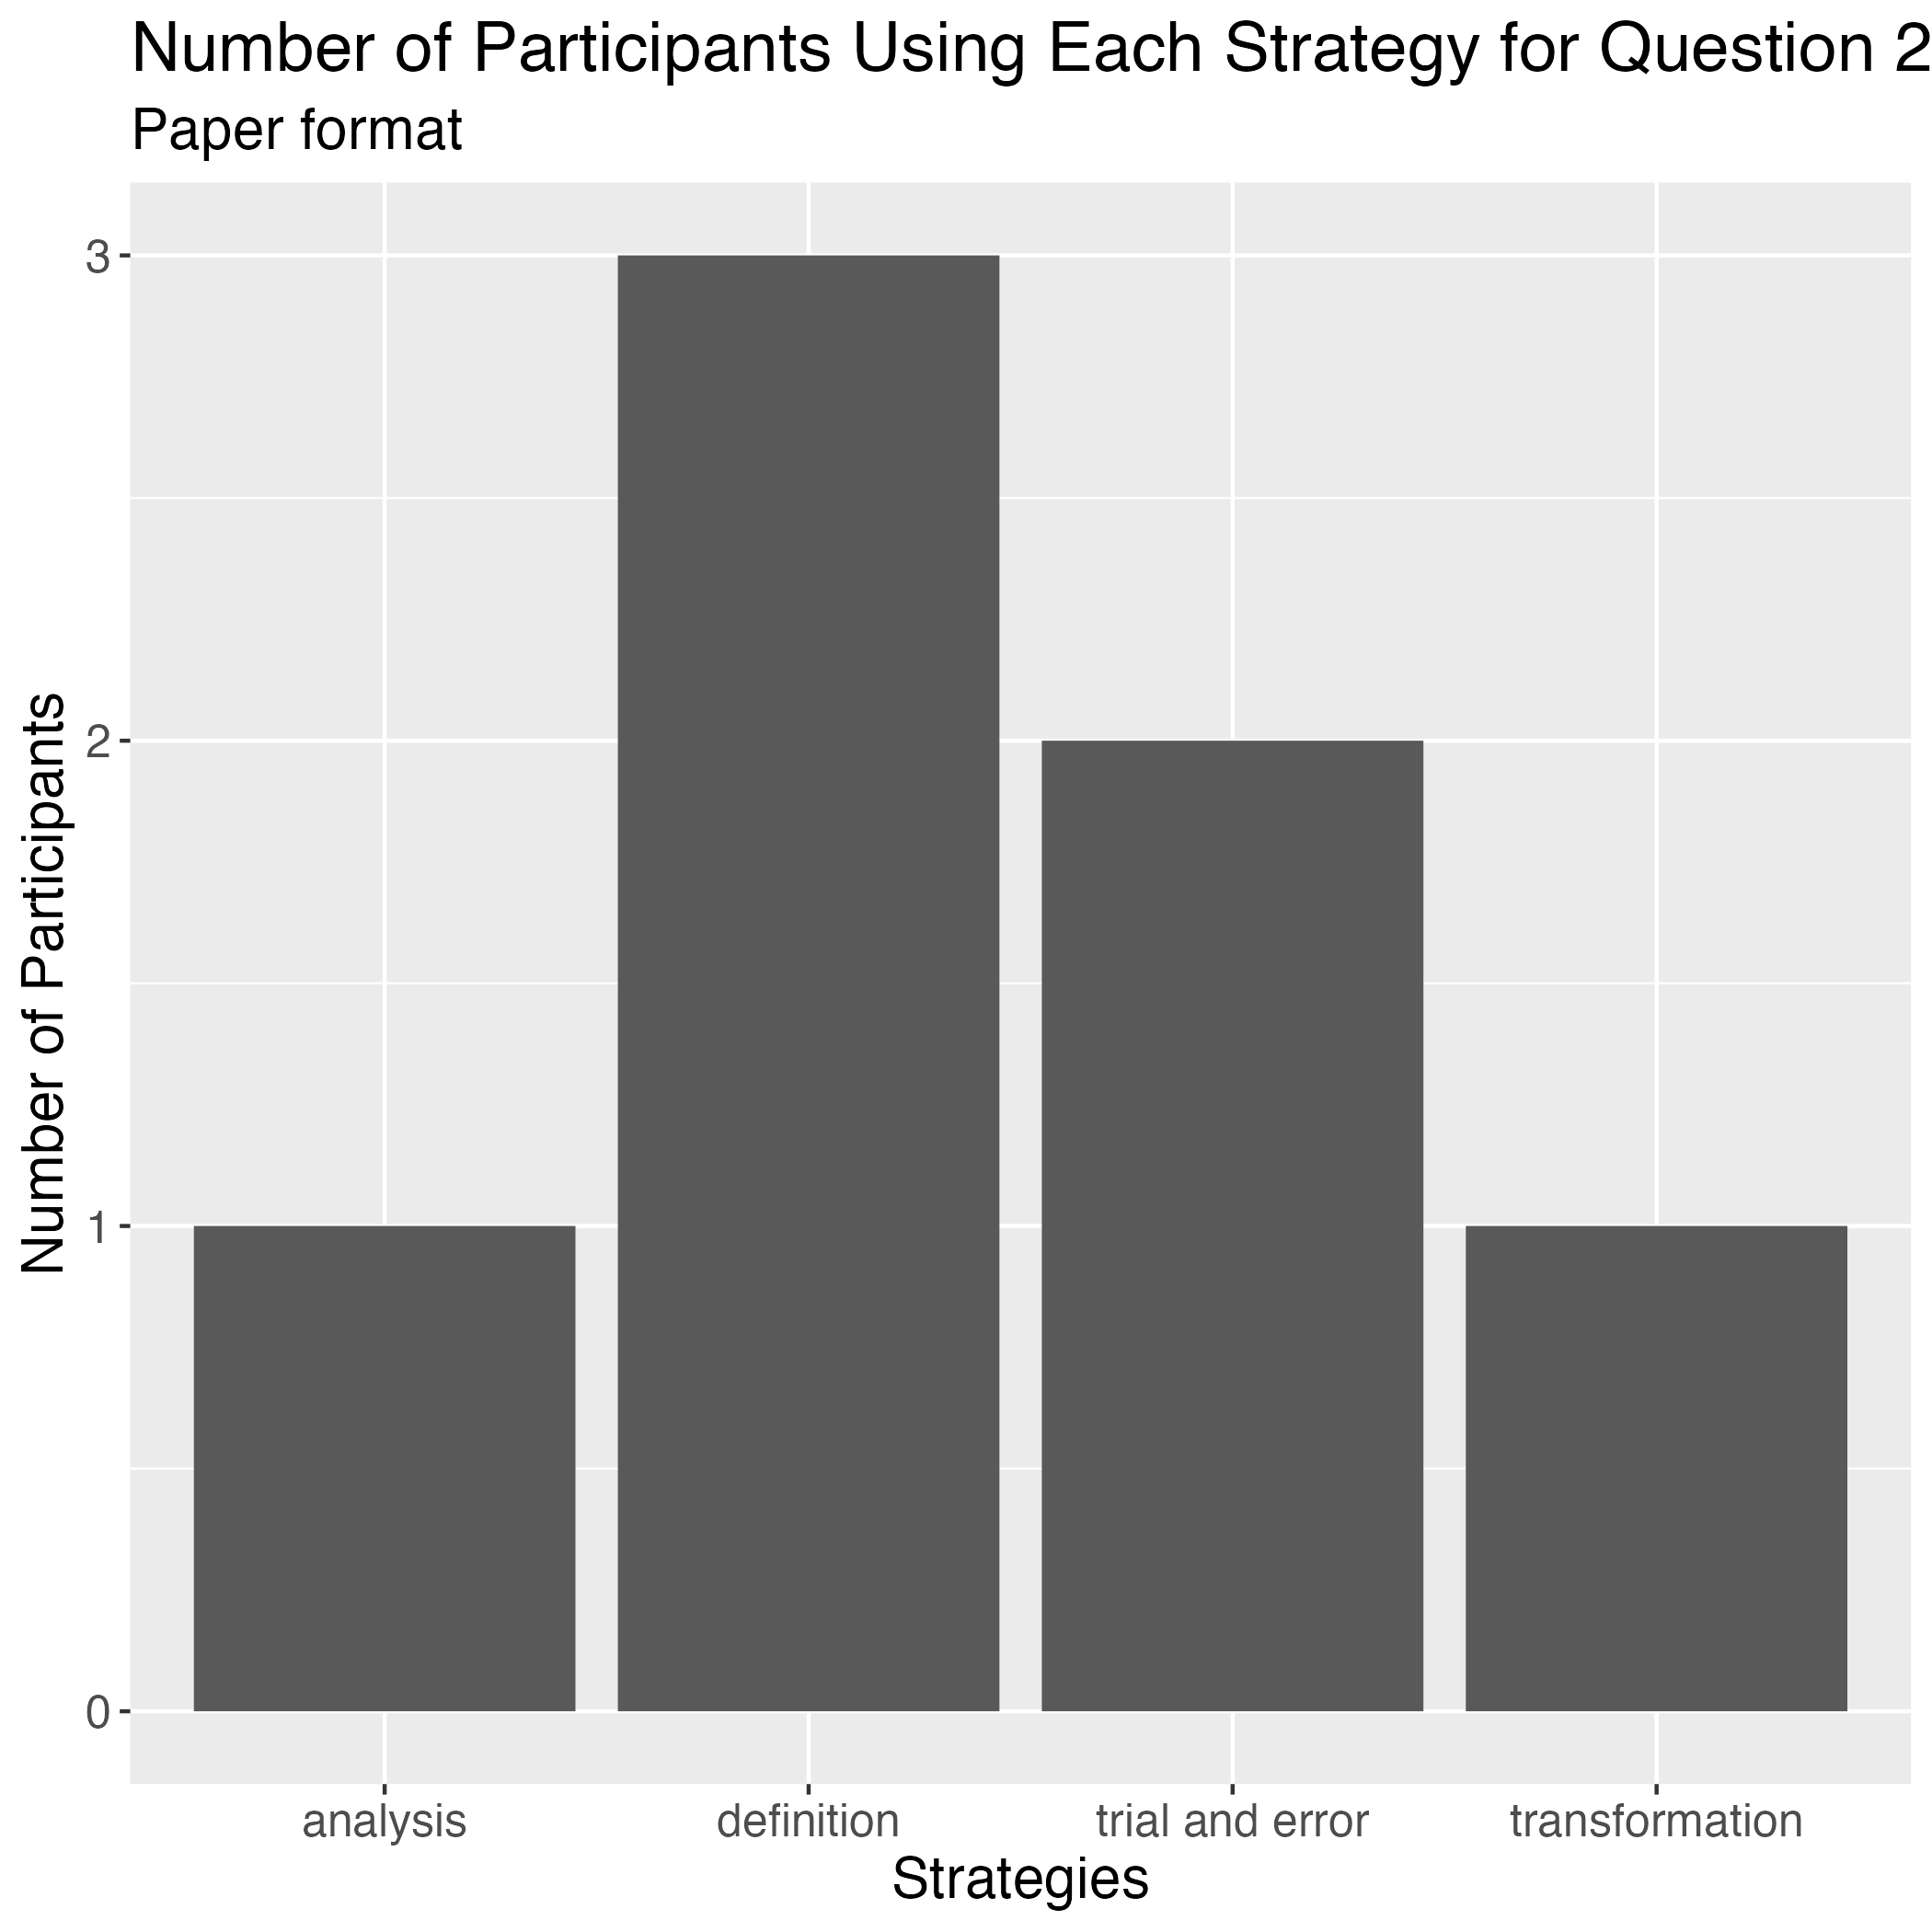 Number of Participants Using Each Strategy for Question 2
Paper format
3
2
1
0
Number of Participants
analysis
definition
trial and error
transformation
Strategies